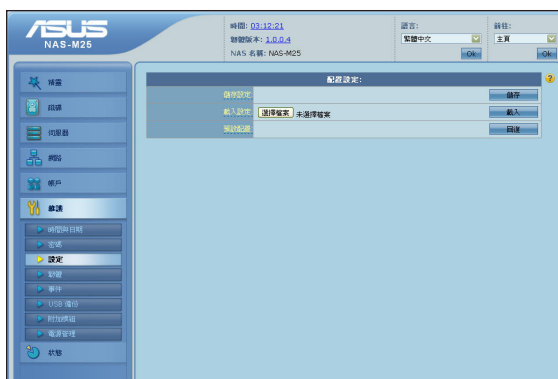 ASUS
NAS-M25
時間: 03:12:21
韌體版本: 1.0.0.4
NAS 名稱: NAS-M25
語言:
繁體中文
Ok
前往:
主頁
Ok
精靈
磁碟
伺服器
網路
帳戶
維護
時間與日期
密碼
設定
韌體
事件
USB 備份
附加模組
電源管理
狀態
配置設定:
儲存設定
儲存
載入設定
選擇檔案 未選擇檔案
載入
回復